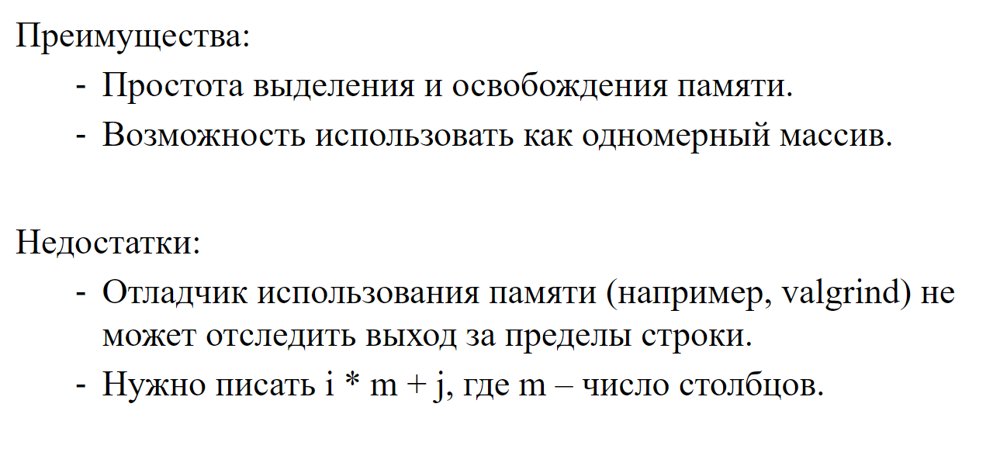 Преимущества:
- Простота выделения и освобождения памяти.
- Возможность использовать как одномерный массив.
Недостатки:
- Отладчик использования памяти (например, valgrind) не
может отследить выход за пределы строки.
- Нужно писать i * m + j, где m – число столбцов.